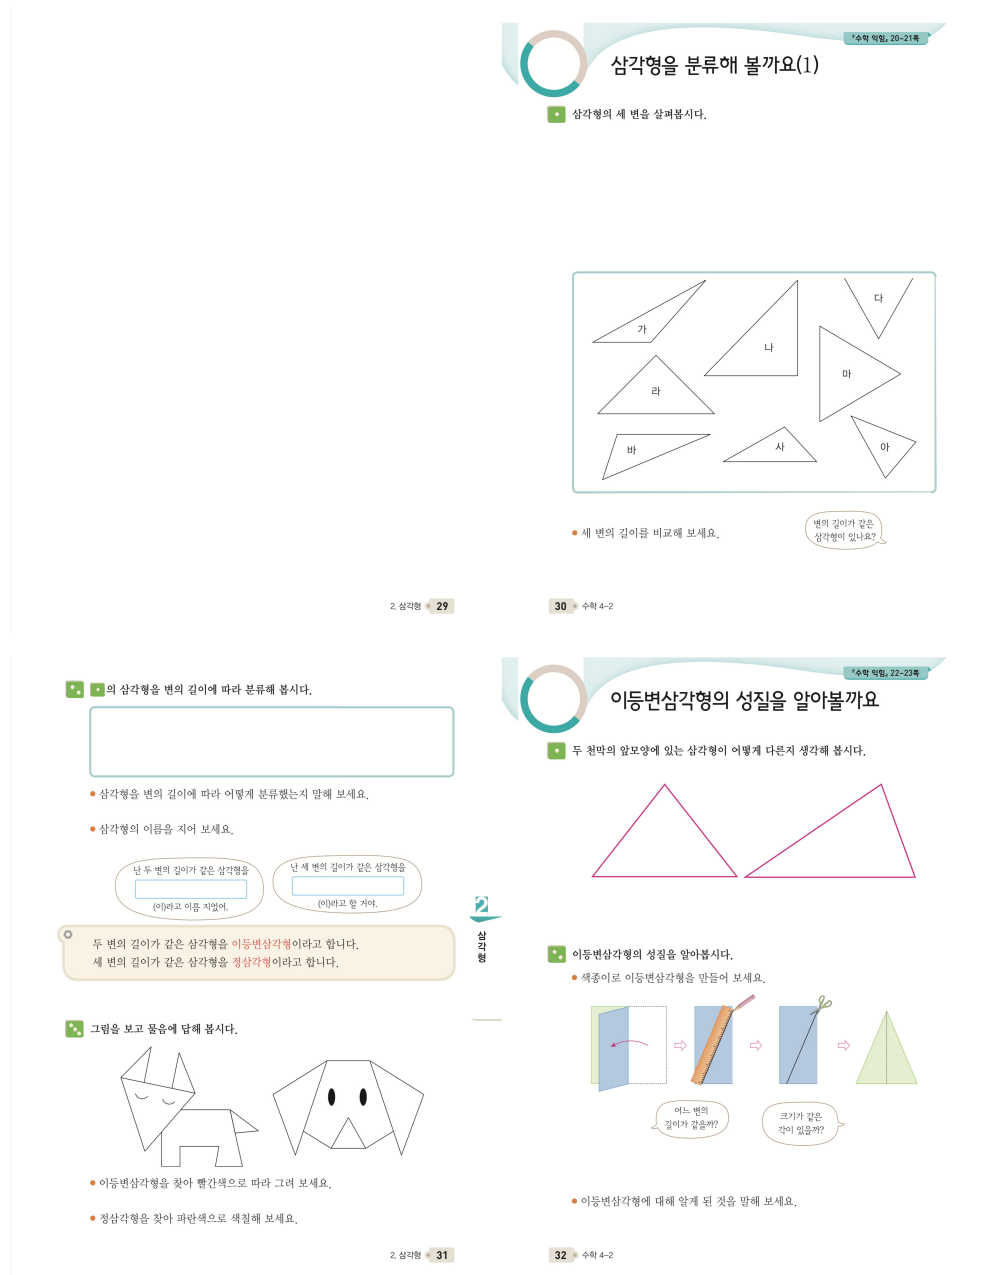 2. 삼각형 29
『수학 익힘』 20~21쪽
삼각형을 분류해 볼까요(1)
삼각형의 세 변을 살펴봅시다.
가
나
다
라
마
바
사
아
세 변의 길이를 비교해 보세요.
변의 길이가 같은
삼각형이 있나요?
30 수학 4-2
의 삼각형을 변의 길이에 따라 분류해 봅시다.
삼각형을 변의 길이에 따라 어떻게 분류했는지 말해 보세요.
삼각형의 이름을 지어 보세요.
난 두 변의 길이가 같은 삼각형을
(이)라고 이름 지었어.
난 세 변의 길이가 같은 삼각형을
(이)라고 할 거야.
두 변의 길이가 같은 삼각형을 이등변삼각형이라고 합니다.
세 변의 길이가 같은 삼각형을 정삼각형이라고 합니다.
그림을 보고 물음에 답해 봅시다.
이등변삼각형을 찾아 빨간색으로 따라 그려 보세요.
정삼각형을 찾아 파란색으로 색칠해 보세요.
2
삼각형
2. 삼각형 31
『수학 익힘』 22~23쪽
이등변삼각형의 성질을 알아볼까요
두 천막의 앞모양에 있는 삼각형이 어떻게 다른지 생각해 봅시다.
이등변삼각형의 성질을 알아봅시다.
색종이로 이등변삼각형을 만들어 보세요.
어느 변의
길이가 같을까?
크기가 같은
각이 있을까?
이등변삼각형에 대해 알게 된 것을 말해 보세요.
32 수학 4-2